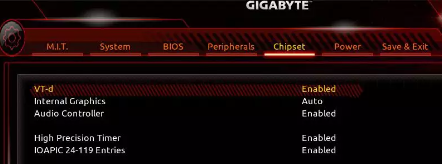 GIGABYTE™
M.I.T. System BIOS Peripherals Chipset Power Save & Exit
VT-d Enabled
Internal Graphics Auto
Audio Controller Enabled
High Precision Timer Enabled
IOAPIC 24-119 Entries Enabled